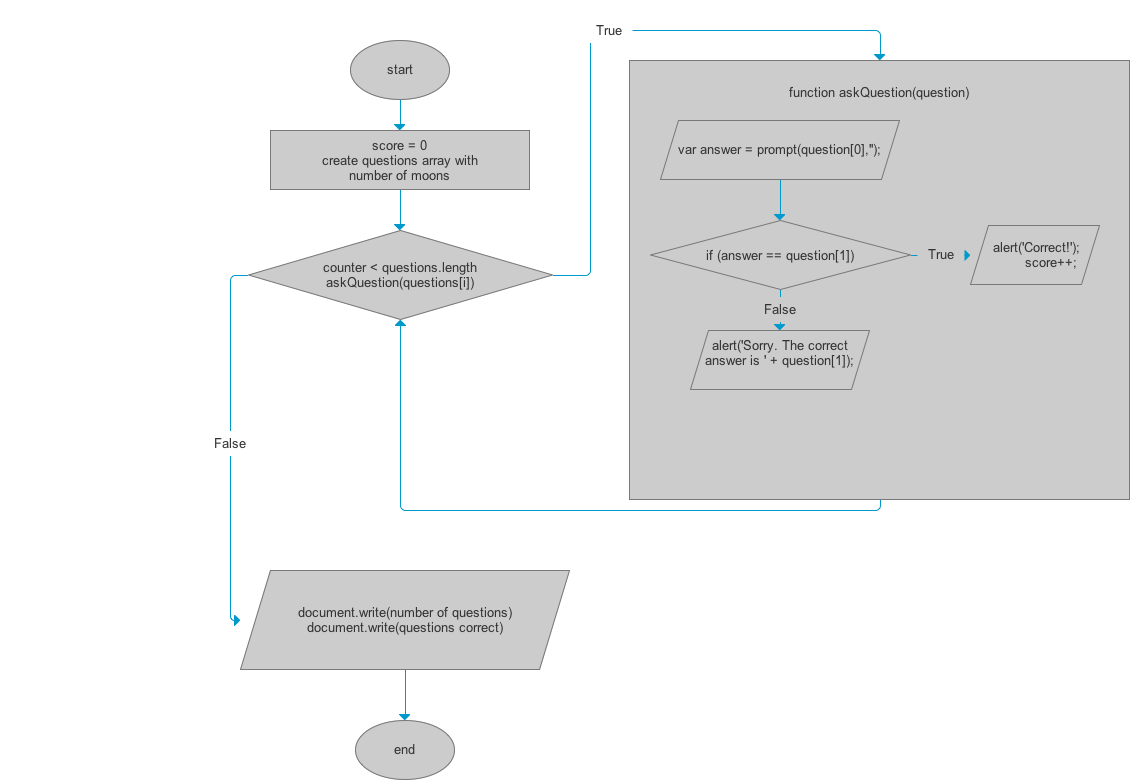 True
start
function askQuestion(question)
score = 0
create questions array with
number of moons
var answer = prompt(question[0],'');
counter < questions.length
askQuestion(questions[i])
if (answer == question[1])
True
alert('Correct!');
score++;
False
alert('Sorry. The correct
answer is ' + question[1]);
False
document.write(number of questions)
document.write(questions correct)
end